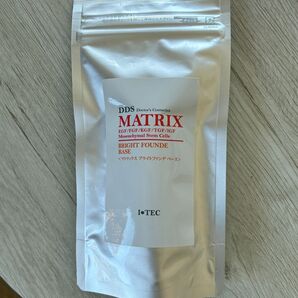 DDS Doctor's Cosmetics
MATRIX
EGF/FGF/KGF/TGF/IGF
Mesenchymal Stem Cells
BRIGHT FOUNDE
BASE
<マトリックス ブライトファンデ ベース>
I●TEC